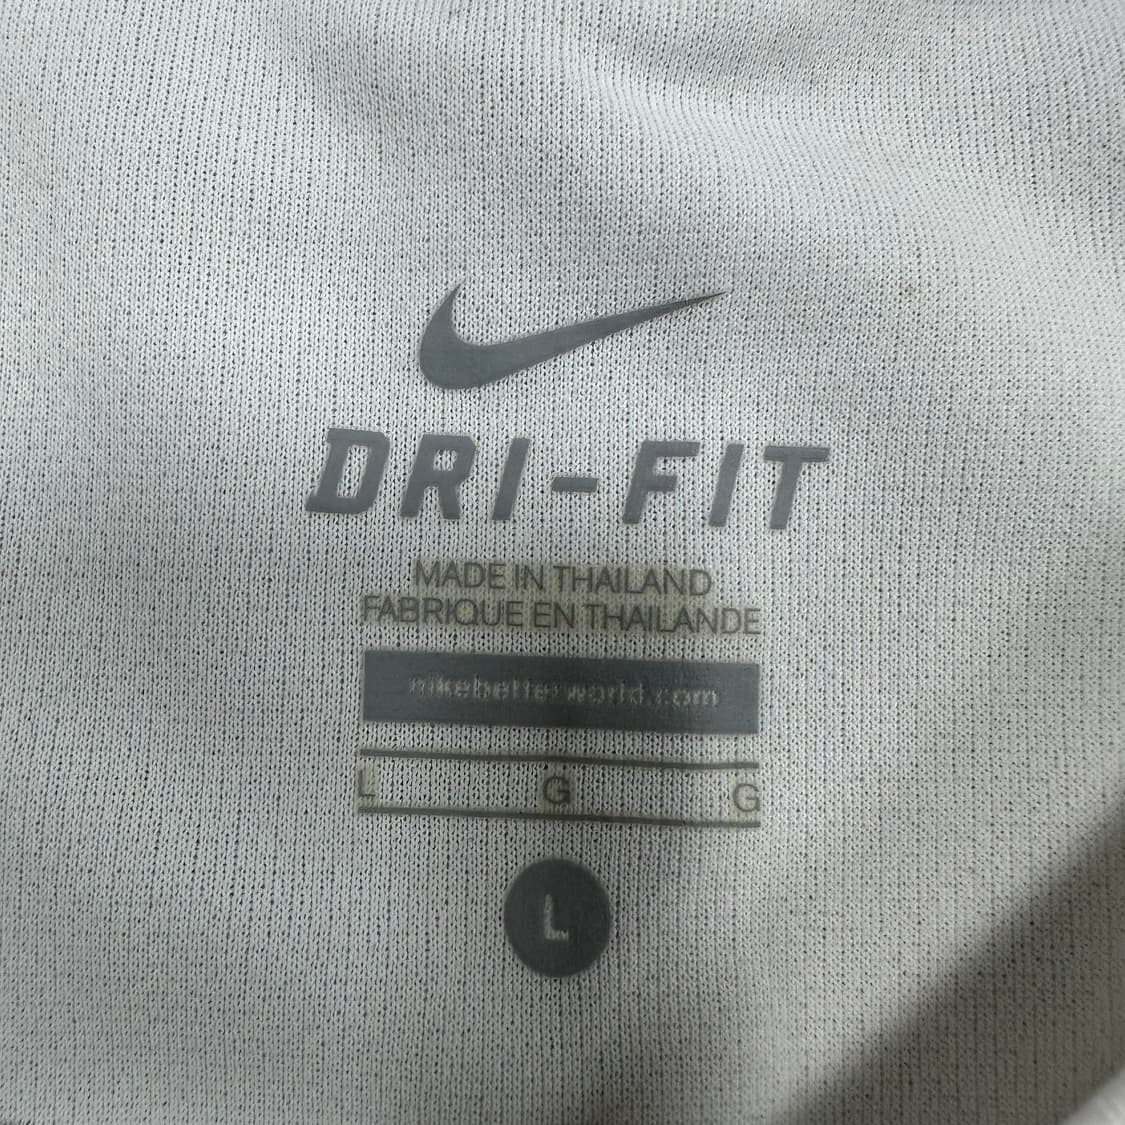 DRI-FIT
MADE IN THAILAND
FABRIQUE EN THAILANDE
nikebetterworld.com
L G G
L